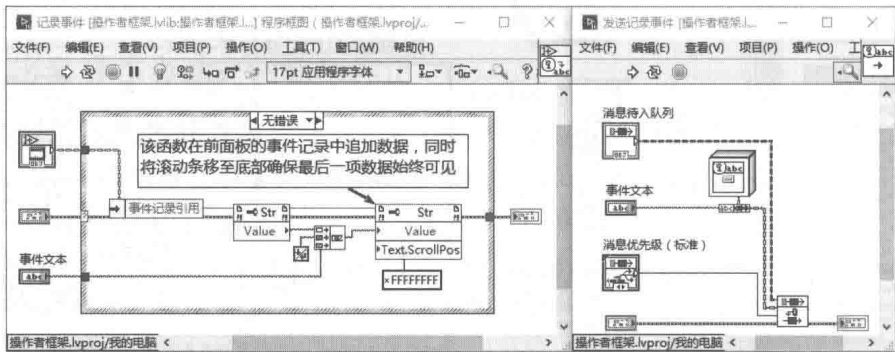 记录事件 [操作者框架.lvlib:操作者框架.l...] 程序框图 ( 操作者框架.lvproj/...
文件(F) 编辑(E) 查看(V) 项目(P) 操作(O) 工具(T) 窗口(W) 帮助(H)
17pt 应用程序字体
无错误
该函数在前面板的事件记录中追加数据，同时
将滚动条移至底部确保最后一项数据始终可见
事件记录引用
Str
Value
Str
Value
Text.ScrollPos
×FFFFFFFF
事件文本
abc
操作者框架.lvproj/我的电脑
发送记录事件 [操作者框架.l...
文件(F) 编辑(E) 查看(V) 项目(P) 操作(O) 工
消息待入队列
事件文本
abc
消息优先级（标准）
操作者框架.lvproj/我的电脑